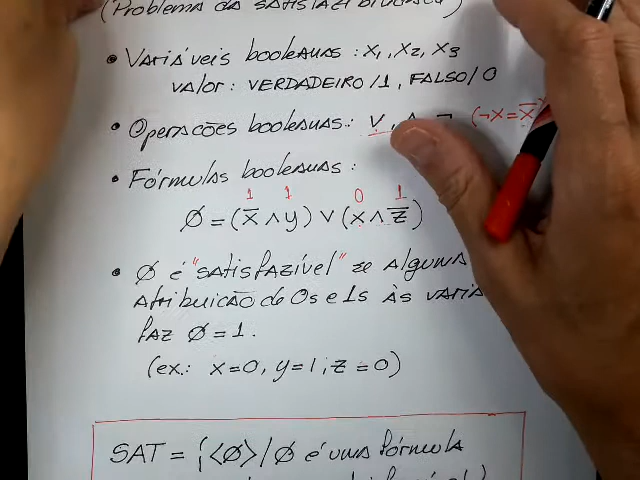 (Problema da satisfazibilidade)
• Variáveis booleanas : x₁, x₂, x₃
valor : VERDADEIRO/1, FALSO/0
• Operações booleanas : ∨, ∧, ¬ (¬x = x̅)
• Fórmulas booleanas :
1 1 0 1
Ø = (x̅ ∧ y) ∨ (x ∧ z̅)
• Ø é "satisfazível" se alguma
atribuição de 0s e 1s às
faz Ø = 1.
(ex.: x=0, y=1, z=0)
SAT = {<Ø> / Ø é uma fórmula